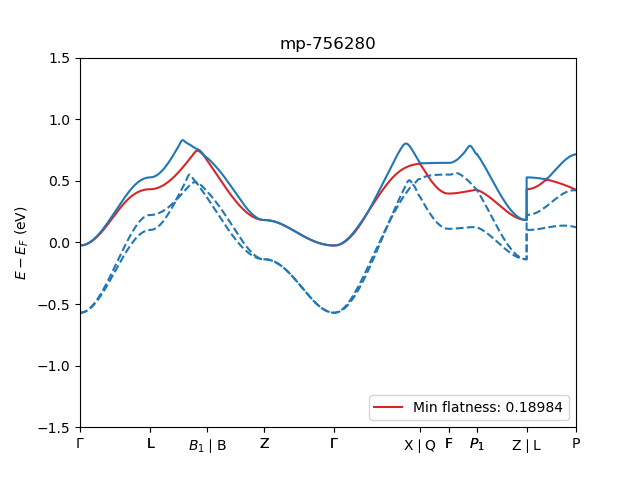 mp-756280
E − E_F (eV)
1.5
1.0
0.5
0.0
−0.5
−1.0
−1.5
Min flatness: 0.18984
Γ L B₁ | B Z Γ X | Q F P₁ Z | L P